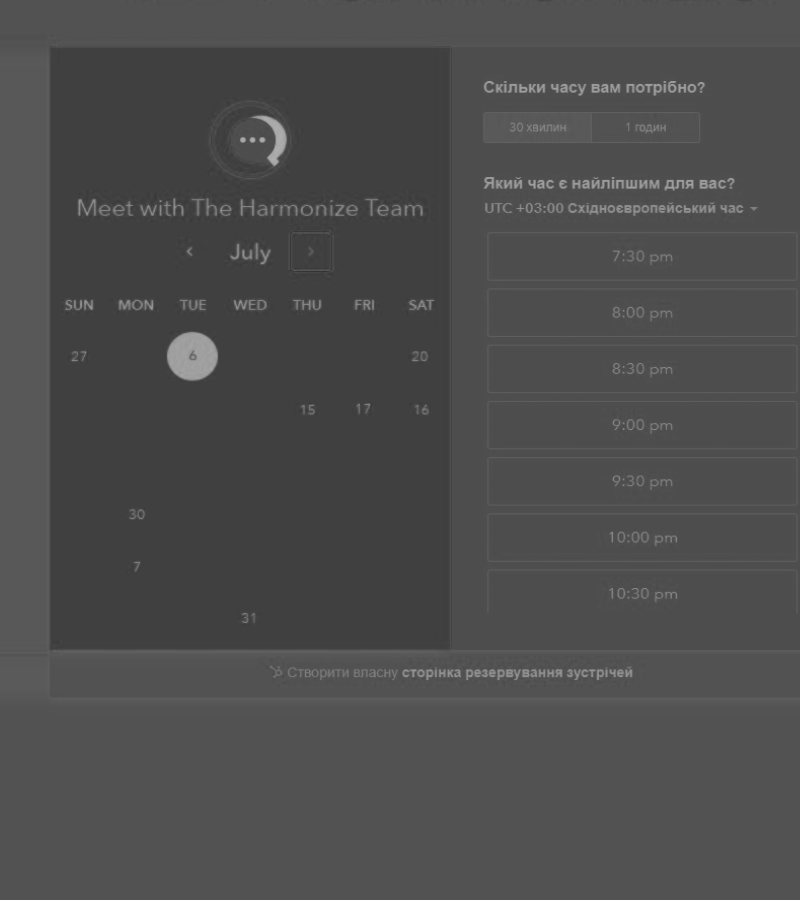 Meet with The Harmonize Team
July
SUN MON TUE WED THU FRI SAT
27 6 20
15 17 16
30
7
31
Скільки часу вам потрібно?
30 хвилин 1 годин
Який час є найліпшим для вас?
UTC +03:00 Східноєвропейський час
7:30 pm
8:00 pm
8:30 pm
9:00 pm
9:30 pm
10:00 pm
10:30 pm
Створити власну сторінка резервування зустрічей